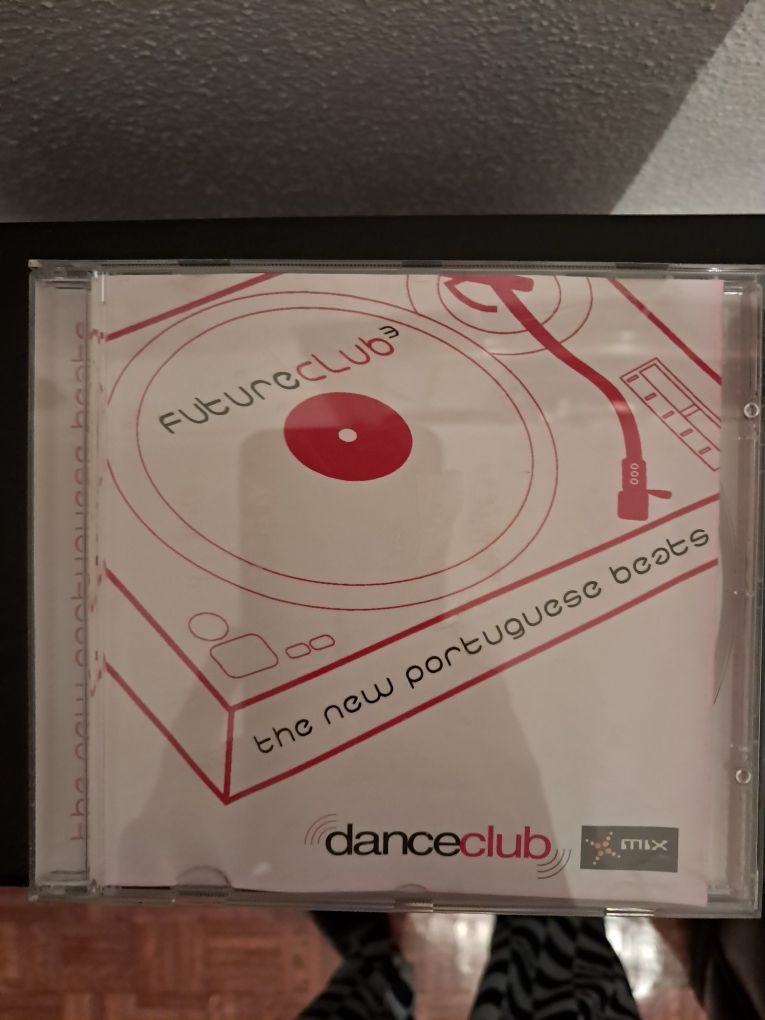 futureclub³
the new portuguese beats
danceclub
mix
the new portuguese beats